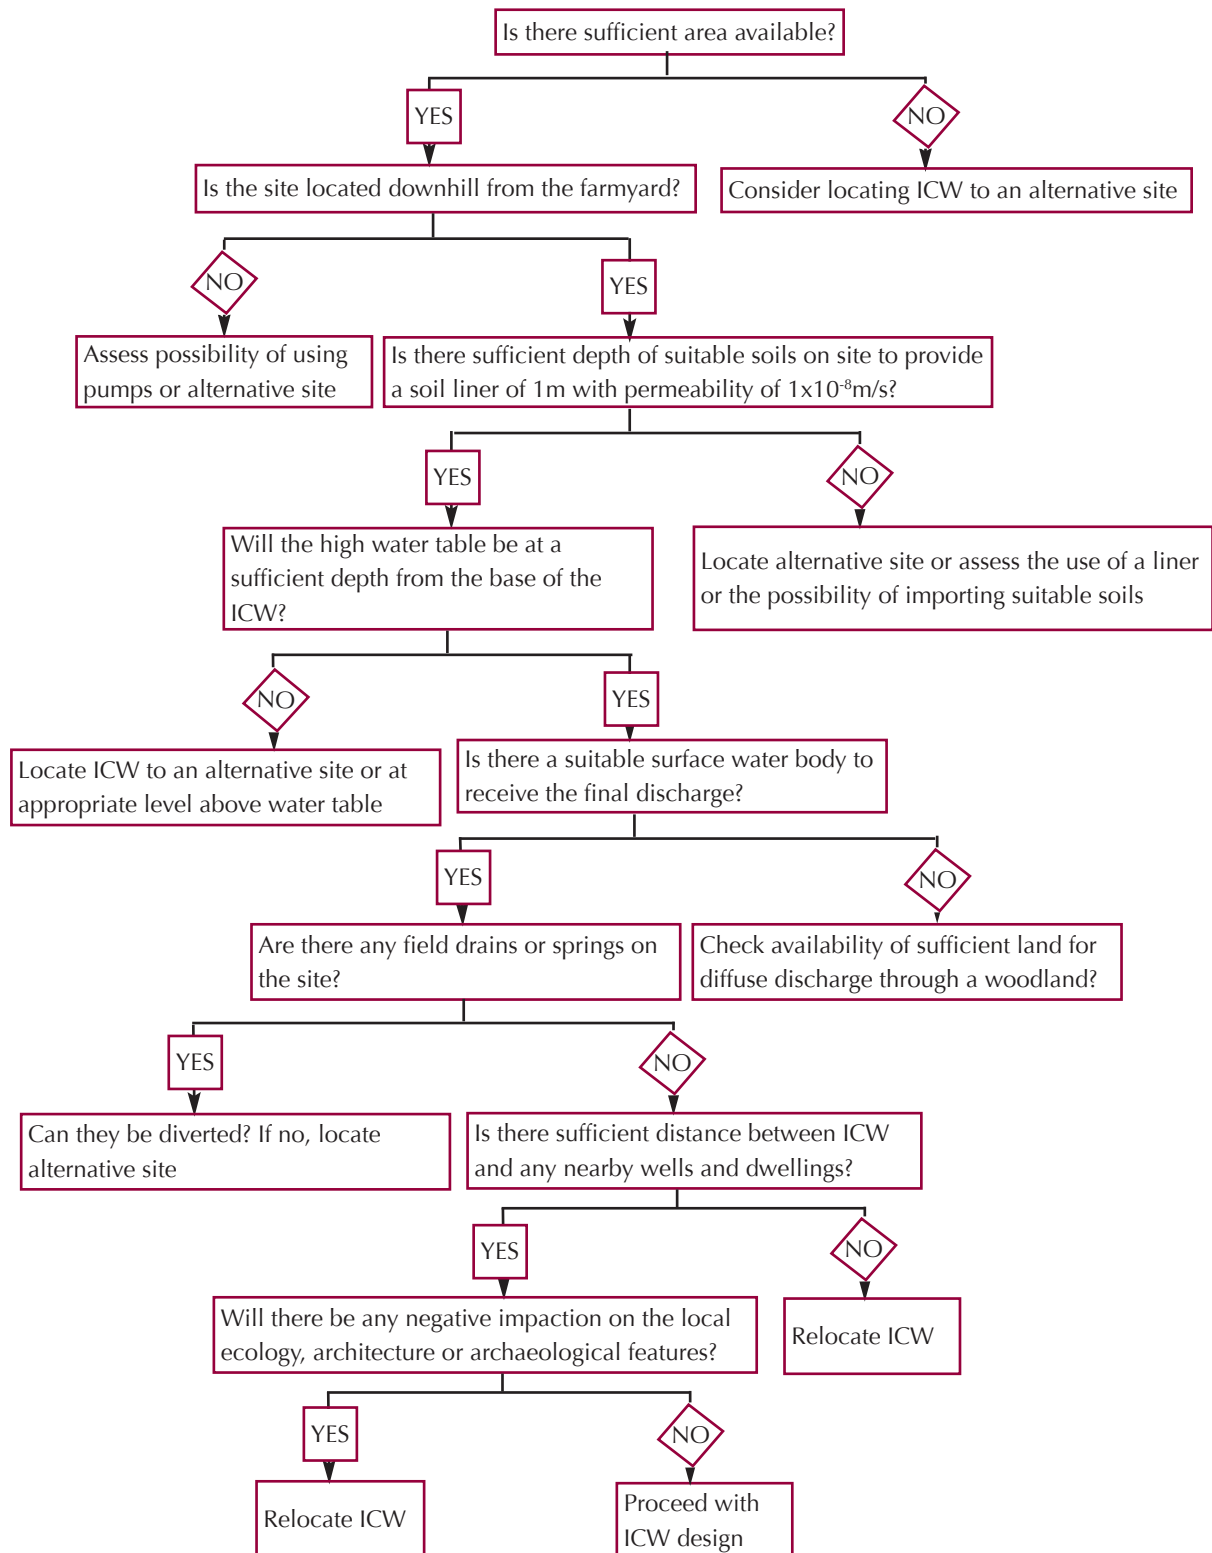 Is there sufficient area available?
YES
NO
Is the site located downhill from the farmyard?
Consider locating ICW to an alternative site
NO
YES
Assess possibility of using
pumps or alternative site
Is there sufficient depth of suitable soils on site to provide
a soil liner of 1m with permeability of 1x10⁻⁸m/s?
YES
NO
Will the high water table be at a
sufficient depth from the base of the
ICW?
Locate alternative site or assess the use of a liner
or the possibility of importing suitable soils
NO
YES
Locate ICW to an alternative site or at
appropriate level above water table
Is there a suitable surface water body to
receive the final discharge?
YES
NO
Are there any field drains or springs on
the site?
Check availability of sufficient land for
diffuse discharge through a woodland?
YES
NO
Can they be diverted? If no, locate
alternative site
Is there sufficient distance between ICW
and any nearby wells and dwellings?
YES
NO
Will there be any negative impaction on the local
ecology, architecture or archaeological features?
Relocate ICW
YES
NO
Relocate ICW
Proceed with
ICW design